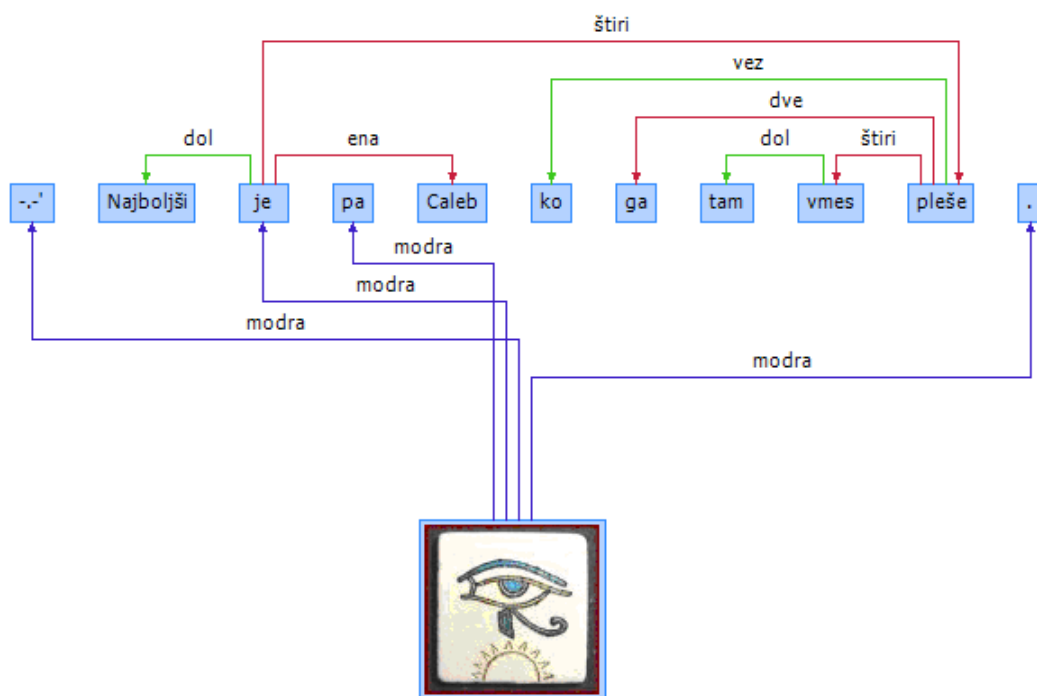 štiri
vez
dve
dol ena dol štiri
-.-' Najboljši je pa Caleb ko ga tam vmes pleše .
modra
modra
modra
modra